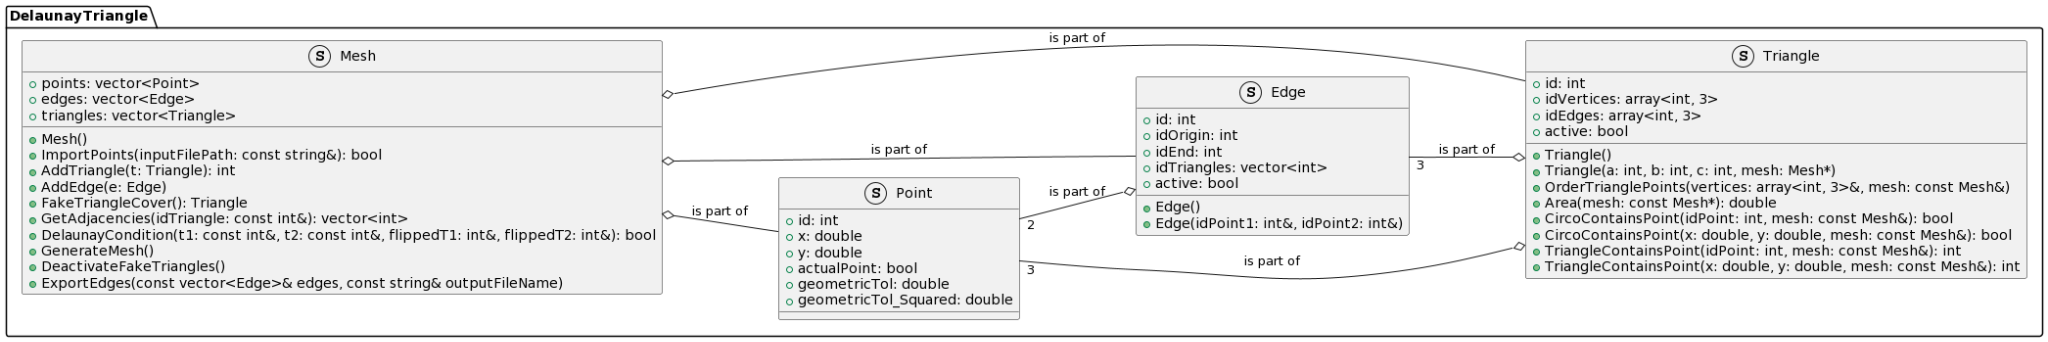 DelaunayTriangle
S Mesh
points: vector<Point>
edges: vector<Edge>
triangles: vector<Triangle>
Mesh()
ImportPoints(inputFilePath: const string&): bool
AddTriangle(t: Triangle): int
AddEdge(e: Edge)
FakeTriangleCover(): Triangle
GetAdjacencies(idTriangle: const int&): vector<int>
DelaunayCondition(t1: const int&, t2: const int&, flippedT1: int&, flippedT2: int&): bool
GenerateMesh()
DeactivateFakeTriangles()
ExportEdges(const vector<Edge>& edges, const string& outputFileName)
is part of
is part of
is part of
S Point
id: int
x: double
y: double
actualPoint: bool
geometricTol: double
geometricTol_Squared: double
is part of
2
is part of
3
S Edge
id: int
idOrigin: int
idEnd: int
idTriangles: vector<int>
active: bool
Edge()
Edge(idPoint1: int&, idPoint2: int&)
is part of
3
S Triangle
id: int
idVertices: array<int, 3>
idEdges: array<int, 3>
active: bool
Triangle()
Triangle(a: int, b: int, c: int, mesh: Mesh*)
OrderTrianglePoints(vertices: array<int, 3>&, mesh: const Mesh&)
Area(mesh: const Mesh*): double
CircoContainsPoint(idPoint: int, mesh: const Mesh&): bool
CircoContainsPoint(x: double, y: double, mesh: const Mesh&): bool
TriangleContainsPoint(idPoint: int, mesh: const Mesh&): int
TriangleContainsPoint(x: double, y: double, mesh: const Mesh&): int